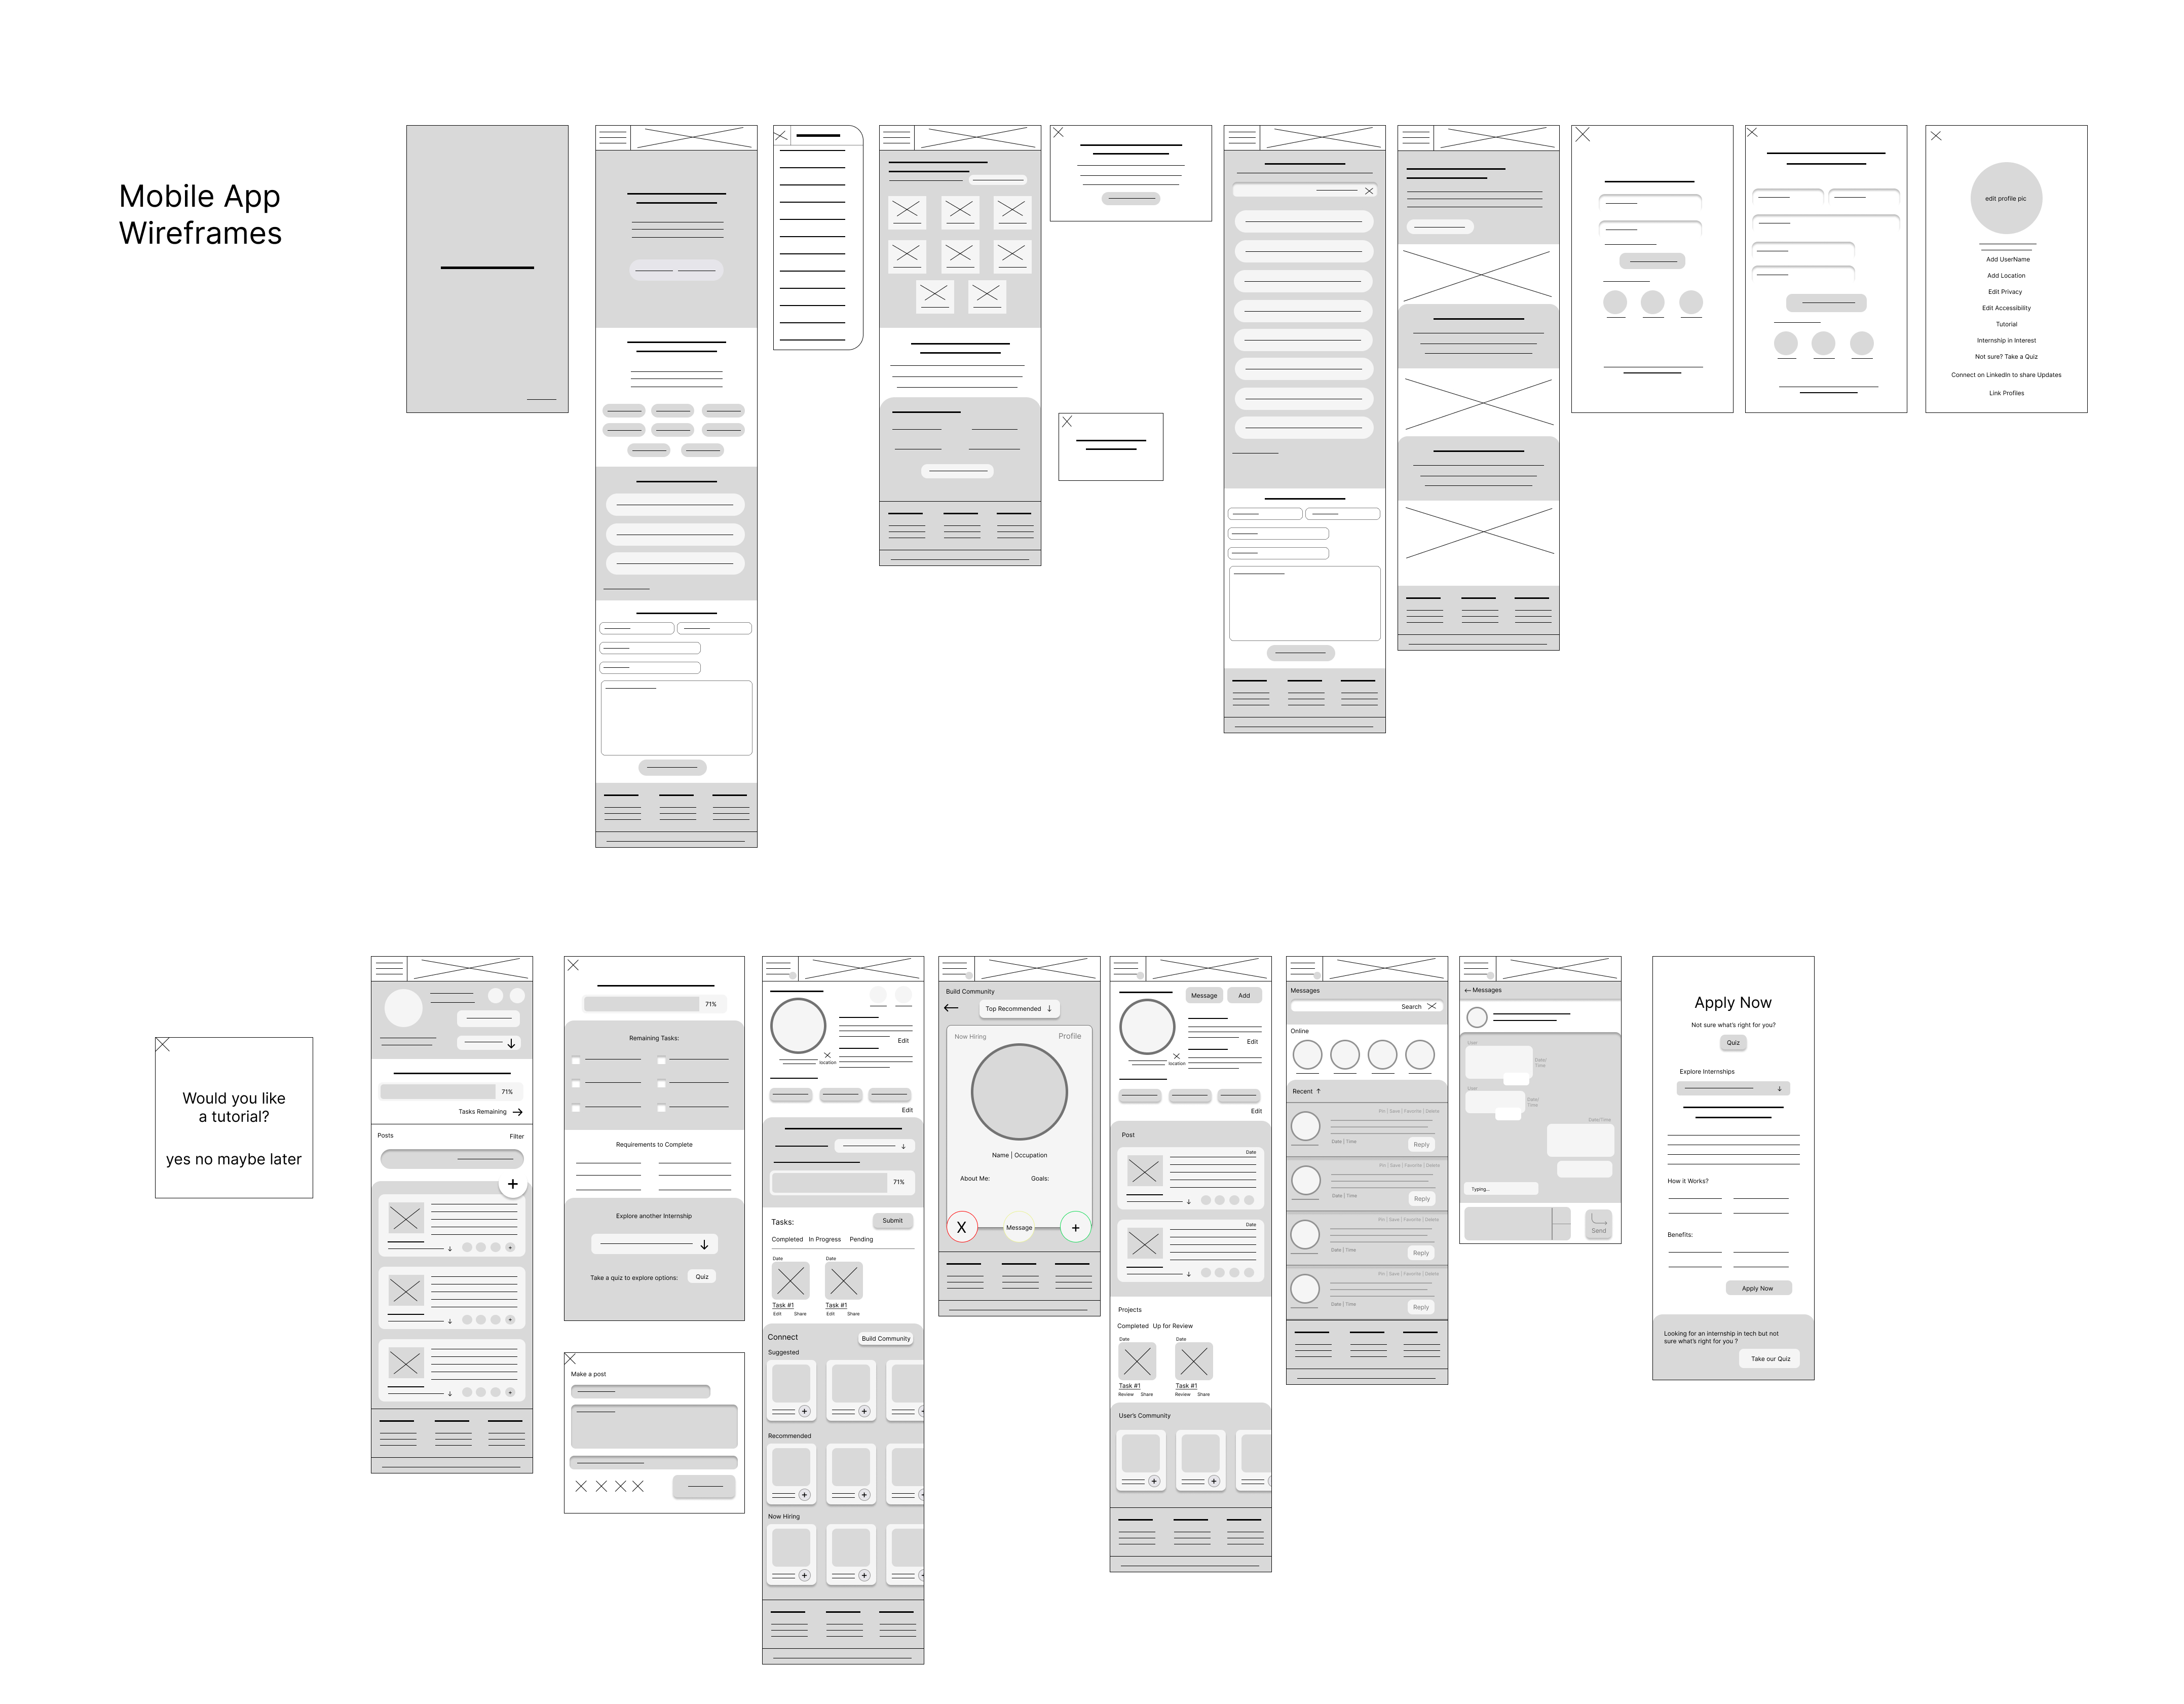 Mobile App
Wireframes
edit profile pic
Add UserName
Add Location
Edit Privacy
Edit Accessibility
Tutorial
Internship in Interest
Not sure? Take a Quiz
Connect on LinkedIn to share Updates
Link Profiles
Would you like
a tutorial?
yes no maybe later
71%
Tasks Remaining
Posts
Filter
+
+
+
+
71%
Remaining Tasks:
Requirements to Complete
Explore another Internship
Take a quiz to explore options:
Quiz
Make a post
location
Edit
Edit
71%
Tasks:
Submit
Completed In Progress Pending
Date Date
Task #1 Task #1
Edit Share Edit Share
Connect
Build Community
Suggested
+ + +
Recommended
+ + +
Now Hiring
+ + +
Build Community
Top Recommended
Now Hiring
Profile
Name | Occupation
About Me: Goals:
X Message +
Message Add
location
Edit
Edit
Post
Date
Date
Projects
Completed Up for Review
Date Date
Task #1 Task #1
Review Share Review Share
User's Community
+ +
Messages
Search
Online
Recent
Pin | Save | Favorite | Delete
Date | Time
Reply
Pin | Save | Favorite | Delete
Date | Time
Reply
Pin | Save | Favorite | Delete
Date | Time
Reply
Pin | Save | Favorite | Delete
Date | Time
Reply
Messages
User
Date/
Time
User
Date/
Time
Date/Time
Typing...
Send
Apply Now
Not sure what's right for you?
Quiz
Explore Internships
How it Works?
Benefits:
Apply Now
Looking for an internship in tech but not
sure what's right for you ?
Take our Quiz